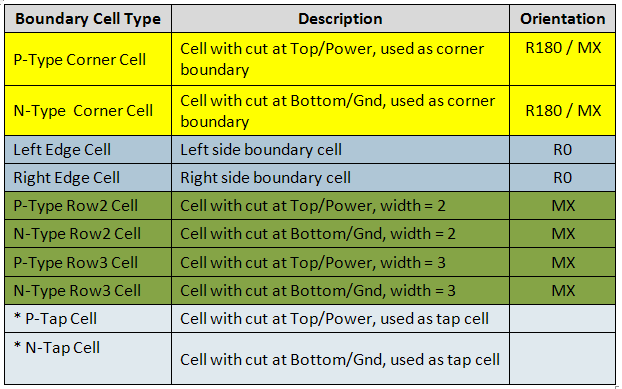 Boundary Cell Type Description Orientation
P-Type Corner Cell Cell with cut at Top/Power, used as corner R180 / MX
boundary
N-Type Corner Cell Cell with cut at Bottom/Gnd, used as corner R180 / MX
boundary
Left Edge Cell Left side boundary cell R0
Right Edge Cell Right side boundary cell R0
P-Type Row2 Cell Cell with cut at Top/Power, width = 2 MX
N-Type Row2 Cell Cell with cut at Bottom/Gnd, width = 2 MX
P-Type Row3 Cell Cell with cut at Top/Power, width = 3 MX
N-Type Row3 Cell Cell with cut at Bottom/Gnd, width = 3 MX
* P-Tap Cell Cell with cut at Top/Power, used as tap cell
* N-Tap Cell Cell with cut at Bottom/Gnd, used as tap cell